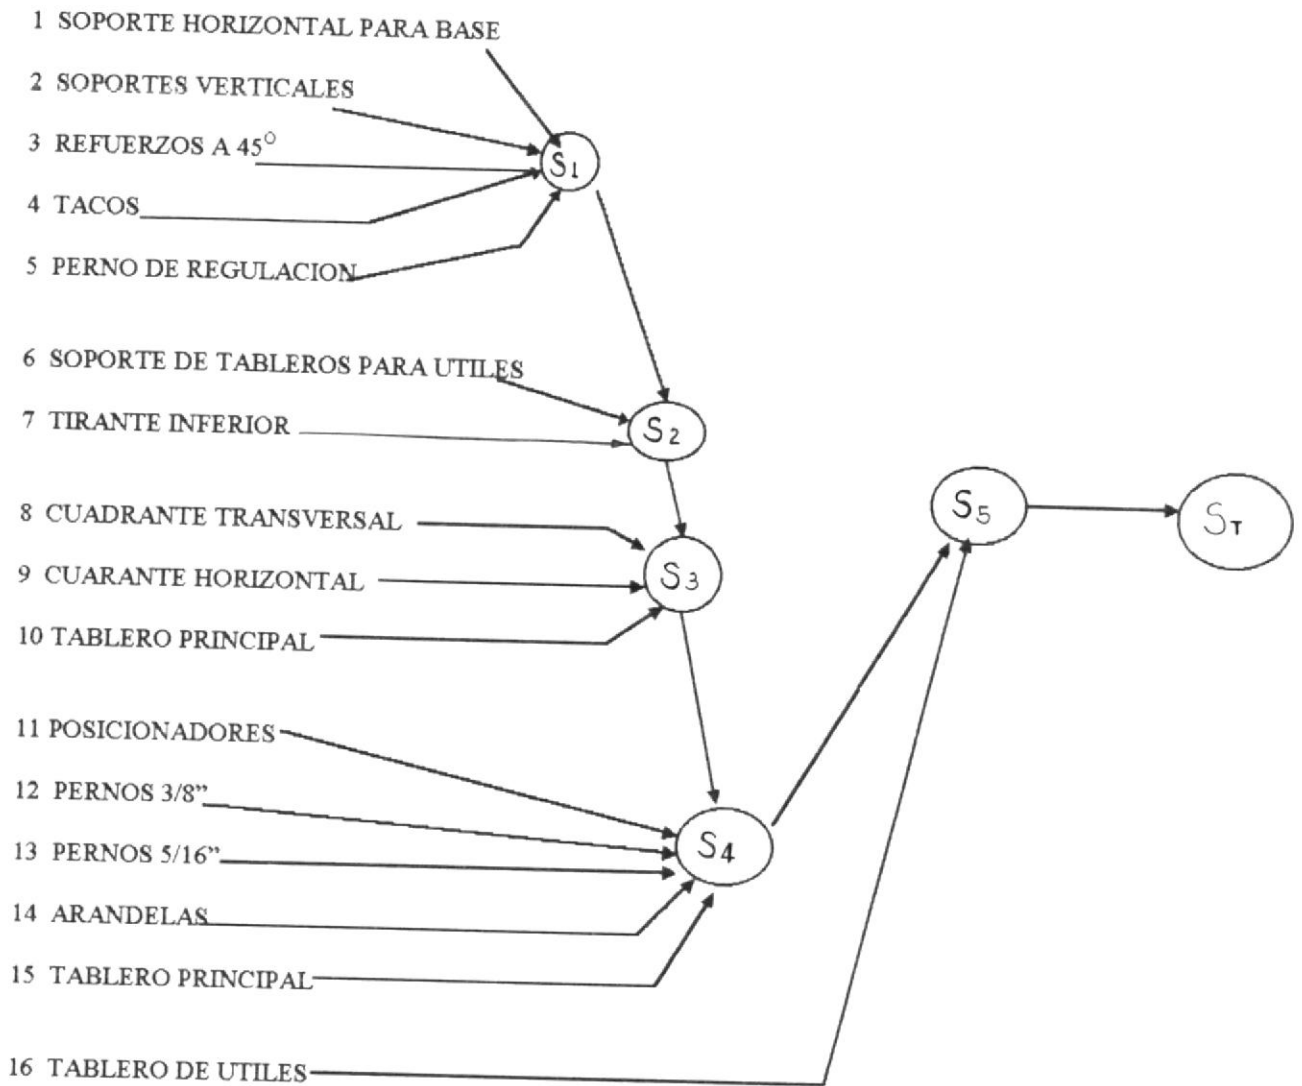 1 SOPORTE HORIZONTAL PARA BASE
2 SOPORTES VERTICALES
3 REFUERZOS A 45°
S1
4 TACOS
5 PERNO DE REGULACION
6 SOPORTE DE TABLEROS PARA UTILES
7 TIRANTE INFERIOR
S2
8 CUADRANTE TRANSVERSAL
S5
ST
9 CUARANTE HORIZONTAL
S3
10 TABLERO PRINCIPAL
11 POSICIONADORES
12 PERNOS 3/8”
13 PERNOS 5/16”
S4
14 ARANDELAS
15 TABLERO PRINCIPAL
16 TABLERO DE UTILES